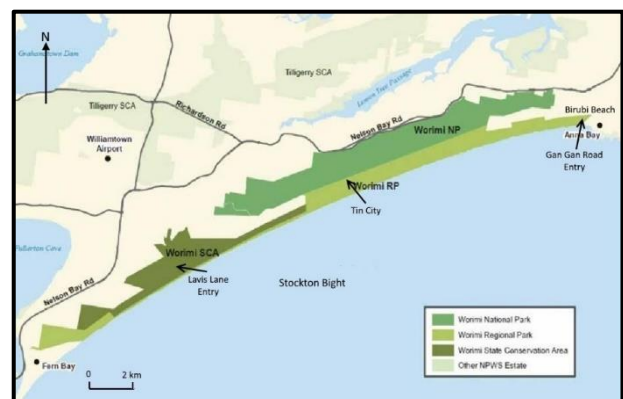 N
Grahamstown Dam
Tilligerry SCA
Tilligerry SCA
Lemon Tree Passage
Richardson Rd
Williamtown
Airport
Nelson Bay Rd
Worimi NP
Birubi Beach
Anna Bay
Gan Gan Road
Entry
Worimi RP
Tin City
Fullerton Cove
Worimi SCA
Lavis Lane
Entry
Stockton Bight
Nelson Bay Rd
Fern Bay
0 2 km
Worimi National Park
Worimi Regional Park
Worimi State Conservation Area
Other NPWS Estate